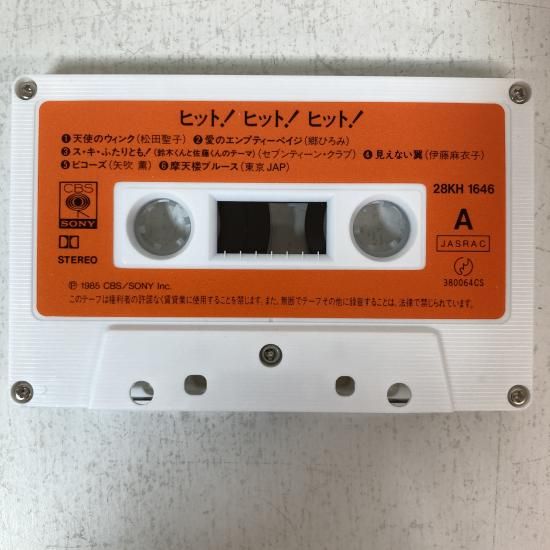 ヒット! ヒット! ヒット!
❶天使のウィンク(松田聖子) ❷愛のエンプティーペイジ(郷ひろみ)
❸ス・キ・ふたりとも!(鈴木くんと佐藤くんのテーマ)(セブンティーン・クラブ) ❹見えない翼(伊藤麻衣子)
❺ビコーズ(矢吹 薫) ❻摩天楼ブルース(東京JAP)
CBS
SONY
28KH 1646
A
JASRAC
STEREO
380064CS
Ⓟ 1985 CBS/SONY Inc.
このテープは権利者の許諾なく賃貸業に使用することを禁じます。また、無断でテープその他に録音することは、法律で禁じられています。